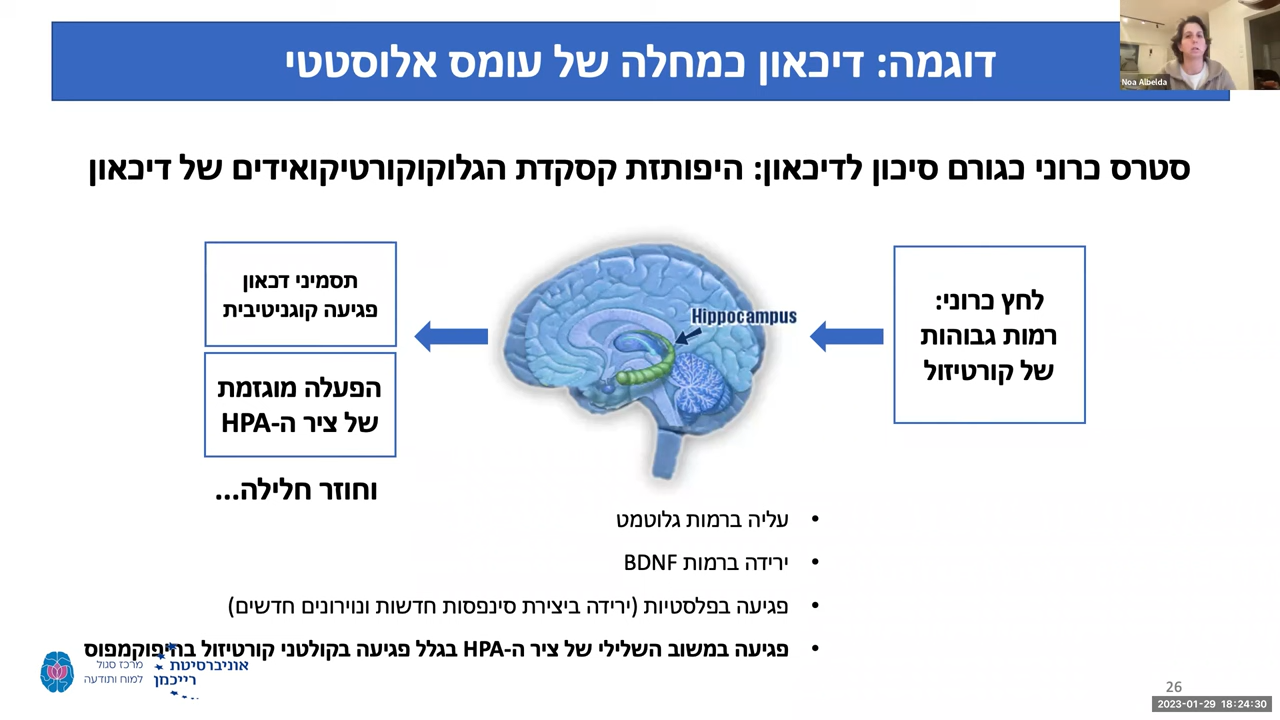 דוגמה: דיכאון כמחלה של עומס אלוסטטי
Noa Albelda
סטרס כרוני כגורם סיכון לדיכאון: היפותזת קסקדת הגלוקוקורטיקואידים של דיכאון
לחץ כרוני:
רמות גבוהות
של קורטיזול
Hippocampus
תסמיני דכאון
פגיעה קוגניטיבית
הפעלה מוגזמת
של ציר ה-HPA
וחוזר חלילה...
• עליה ברמות גלוטמט
• ירידה ברמות BDNF
• פגיעה בפלסטיות (ירידה ביצירת סינפסות חדשות ונוירונים חדשים)
• פגיעה במשוב השלילי של ציר ה-HPA בגלל פגיעה בקולטני קורטיזול בהיפוקמפוס
אוניברסיטת
רייכמן
מרכז סגול
למוח ותודעה
26
2023-01-29 18:24:30